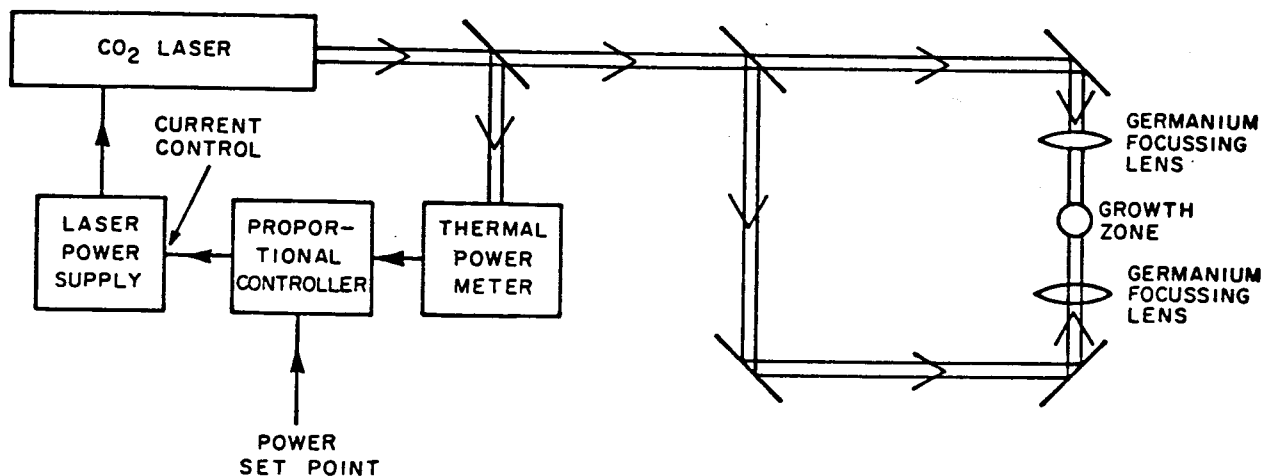 CO2 LASER
CURRENT
CONTROL
GERMANIUM
FOCUSSING
LENS
LASER
POWER
SUPPLY
PROPOR-
TIONAL
CONTROLLER
THERMAL
POWER
METER
GROWTH
ZONE
GERMANIUM
FOCUSSING
LENS
POWER
SET POINT